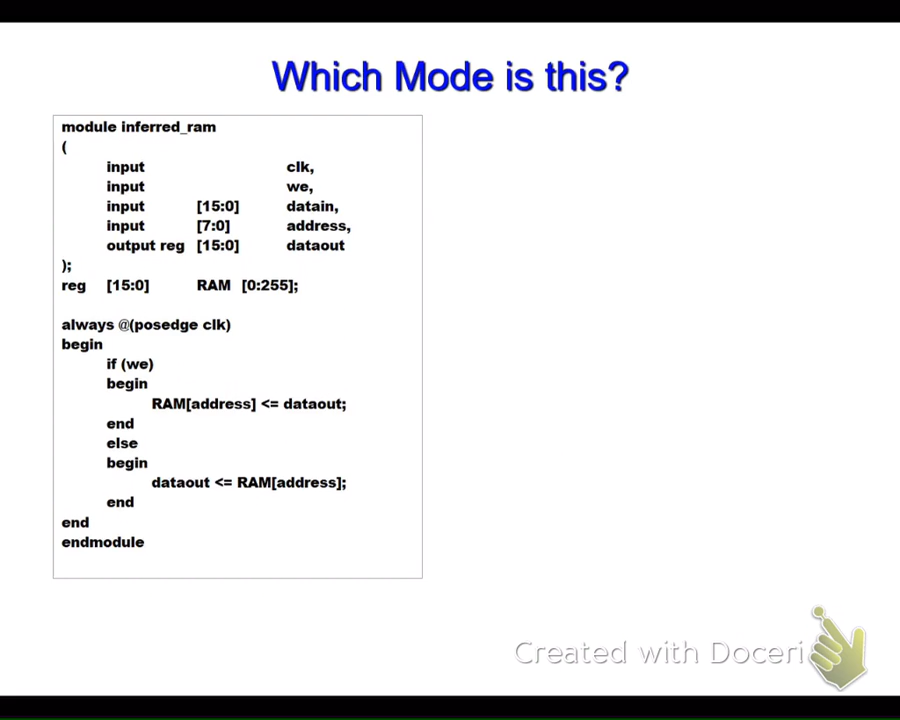 Which Mode is this?
module inferred_ram
(
input clk,
input we,
input [15:0] datain,
input [7:0] address,
output reg [15:0] dataout
);
reg [15:0] RAM [0:255];
always @(posedge clk)
begin
if (we)
begin
RAM[address] <= dataout;
end
else
begin
dataout <= RAM[address];
end
end
endmodule
Created with Doceri